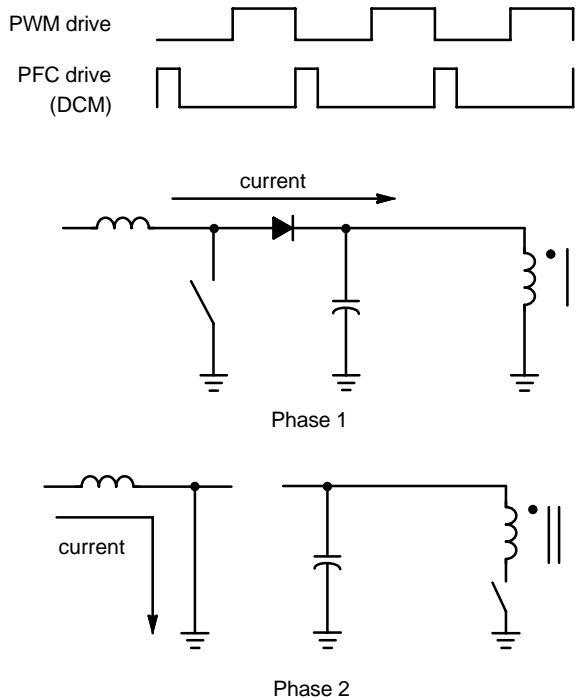 PWM drive
PFC drive
(DCM)
current
Phase 1
current
Phase 2